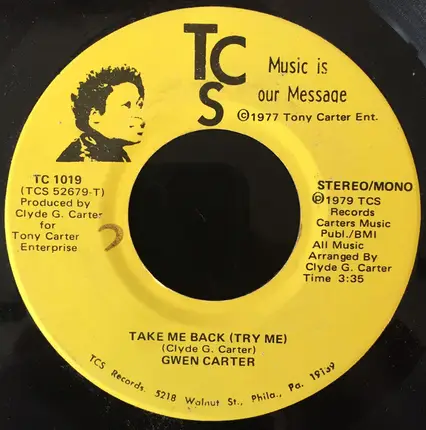 TCS
Music is
our Message
©1977 Tony Carter Ent.
TC 1019
(TCS 52679-T)
Produced by
Clyde G. Carter
for
Tony Carter
Enterprise
STEREO/MONO
℗1979 TCS
Records
Carters Music
Publ./BMI
All Music
Arranged By
Clyde G. Carter
Time 3:35
TAKE ME BACK (TRY ME)
(Clyde G. Carter)
GWEN CARTER
TCS Records. 5218 Walnut St., Phila., Pa. 19139